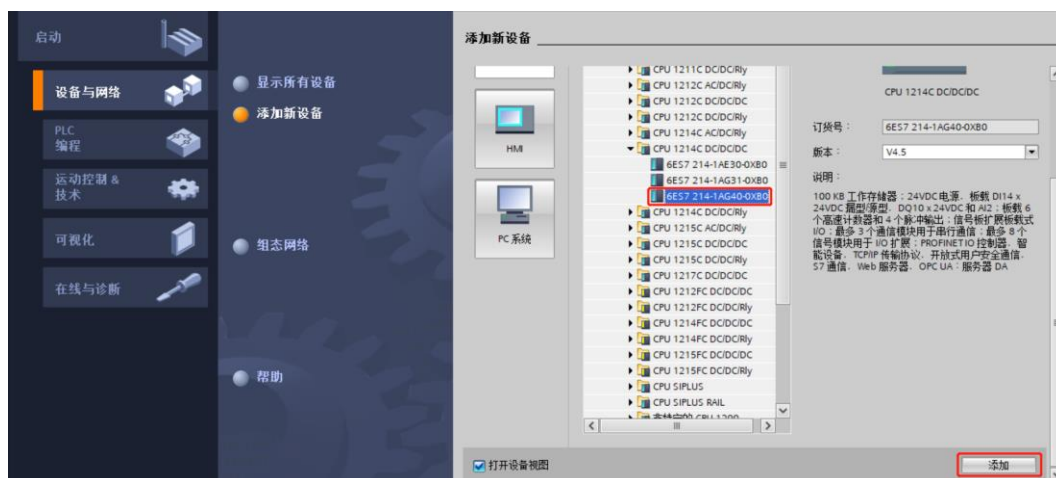 启动
设备与网络
PLC
编程
运动控制 &
技术
可视化
在线与诊断
显示所有设备
添加新设备
组态网络
帮助
添加新设备
HMI
PC 系统
CPU 1211C DC/DC/Rly
CPU 1212C AC/DC/Rly
CPU 1212C DC/DC/DC
CPU 1212C DC/DC/Rly
CPU 1214C AC/DC/Rly
CPU 1214C DC/DC/DC
6ES7 214-1AE30-0XB0
6ES7 214-1AG31-0XB0
6ES7 214-1AG40-0XB0
CPU 1214C DC/DC/Rly
CPU 1215C AC/DC/Rly
CPU 1215C DC/DC/DC
CPU 1215C DC/DC/Rly
CPU 1217C DC/DC/DC
CPU 1212FC DC/DC/DC
CPU 1212FC DC/DC/Rly
CPU 1214FC DC/DC/DC
CPU 1214FC DC/DC/Rly
CPU 1215FC DC/DC/DC
CPU 1215FC DC/DC/Rly
CPU SIPLUS
CPU SIPLUS RAIL
CPU 1214C DC/DC/DC
订货号：
6ES7 214-1AG40-0XB0
版本：
V4.5
说明：
100 KB 工作存储器；24VDC 电源，板载 DI14 x
24VDC 漏型/源型，DQ10 x 24VDC 和 AI2；板载 6
个高速计数器和 4 个脉冲输出；信号板扩展板载式
I/O；最多 3 个通信模块用于串行通信；最多 8 个
信号模块用于 I/O 扩展；PROFINET IO 控制器，智
能设备，TCP/IP 传输协议，开放式用户安全通信，
S7 通信，Web 服务器，OPC UA：服务器 DA
打开设备视图
添加